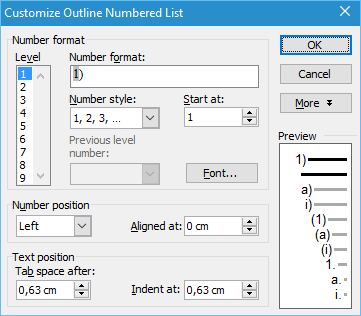 Customize Outline Numbered List
Number format
Level
1
2
3
4
5
6
7
8
9
Number format:
1)
Number style:
1, 2, 3, ...
Start at:
1
Previous level
number:
Font...
Number position
Left
Aligned at:
0 cm
Text position
Tab space after:
0,63 cm
Indent at:
0,63 cm
OK
Cancel
More
Preview
1)
a)
i)
(1)
(a)
(i)
1.
a.
i.